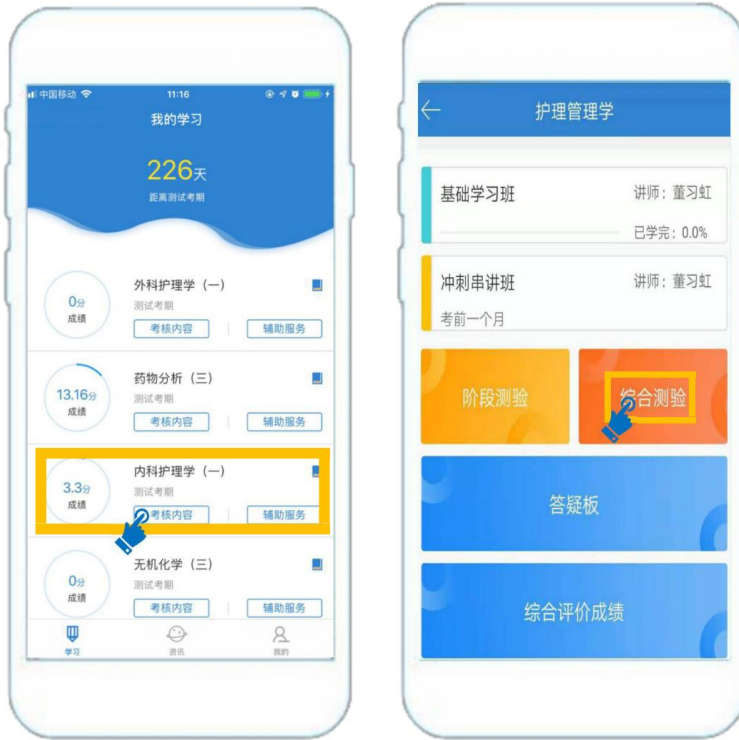 中国移动 11:16
我的学习
226天
距离测试考期
外科护理学（一）
0分
成绩
测试考期
考核内容 辅助服务
药物分析（三）
13.16分
成绩
测试考期
考核内容 辅助服务
内科护理学（一）
3.3分
成绩
测试考期
考核内容 辅助服务
无机化学（三）
0分
成绩
测试考期
考核内容 辅助服务
学习 资讯 我的
护理管理学
基础学习班 讲师：董习虹
已学完：0.0%
冲刺串讲班 讲师：董习虹
考前一个月
阶段测验 综合测验
答疑板
综合评价成绩